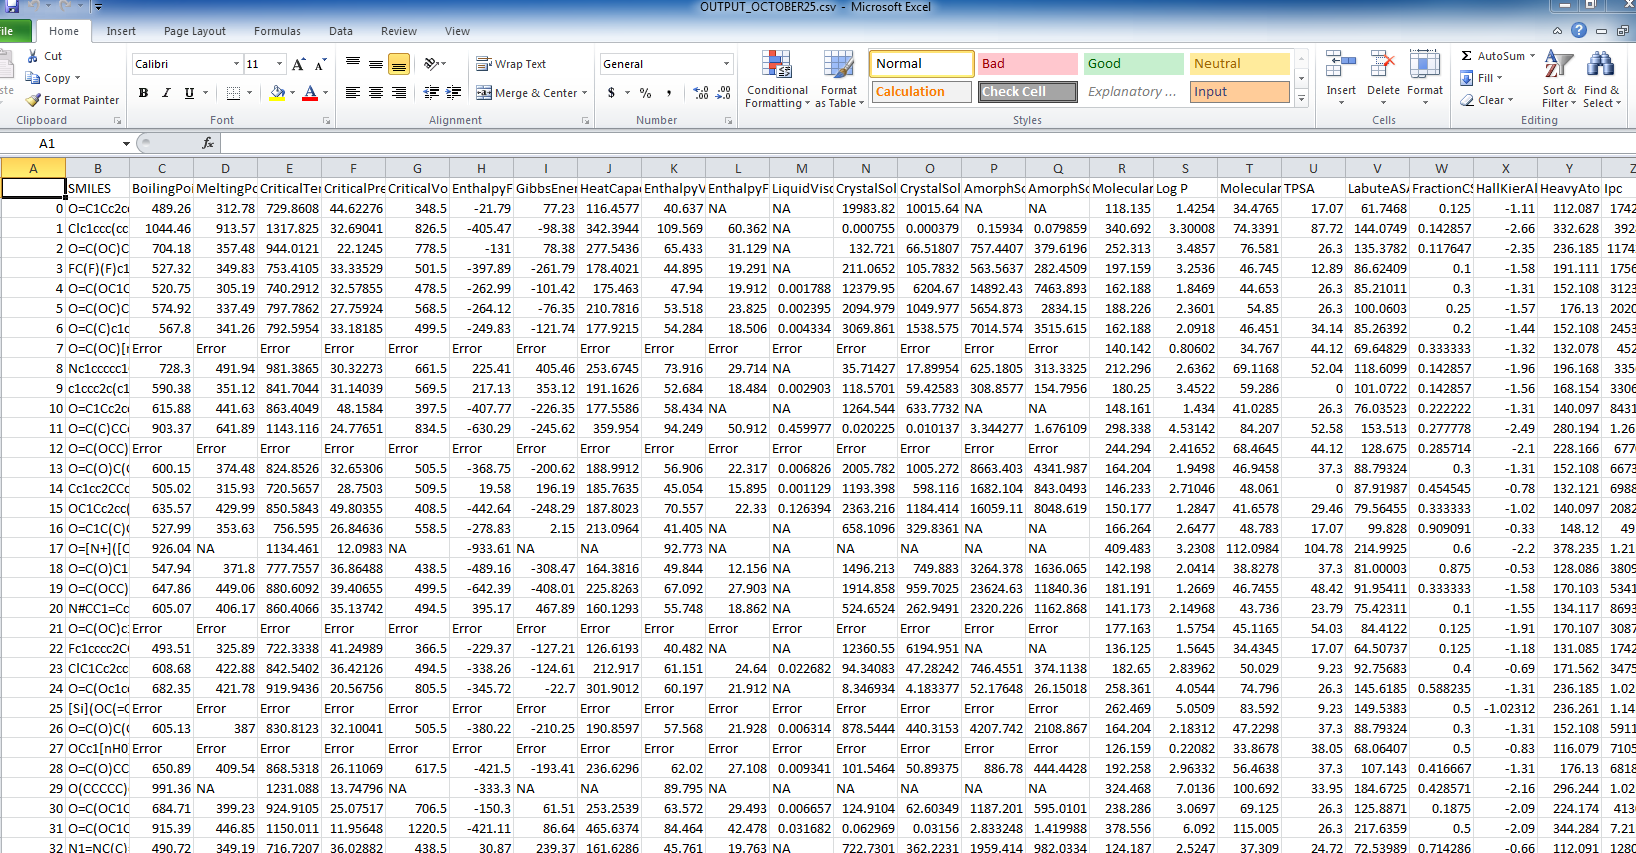 OUTPUT_OCTOBER25.csv - Microsoft Excel
Home Insert Page Layout Formulas Data Review View
Cut
Copy
Format Painter
Clipboard
Calibri 11
B I U
Font
Wrap Text
Merge & Center
Alignment
General
$ % ,
Number
Conditional Formatting
Format as Table
Normal Bad Good Neutral
Calculation Check Cell Explanatory ... Input
Styles
Insert Delete Format
Cells
AutoSum
Fill
Clear
Sort & Filter
Find & Select
Editing
A1 fx
A B C D E F G H I J K L M N O P Q R S T U V W X Y Z
SMILES BoilingPoi MeltingPo CriticalTer CriticalPre CriticalVo EnthalpyF GibbsEner HeatCapac EnthalpyV EnthalpyF LiquidVisc CrystalSol CrystalSol AmorphSo AmorphSo Molecular Log P Molecular TPSA LabuteASA FractionCS HallKierAl HeavyAto Ipc
0 O=C1Cc2c 489.26 312.78 729.8608 44.62276 348.5 -21.79 77.23 116.4577 40.637 NA NA 19983.82 10015.64 NA NA 118.135 1.4254 34.4765 17.07 61.7468 0.125 -1.11 112.087 1742
1 Clc1ccc(cc 1044.46 913.57 1317.825 32.69041 826.5 -405.47 -98.38 342.3944 109.569 60.362 NA 0.000755 0.000379 0.15934 0.079859 340.692 3.30008 74.3391 87.72 144.0749 0.142857 -2.66 332.628 392
2 O=C(OC)C 704.18 357.48 944.0121 22.1245 778.5 -131 78.38 277.5436 65.433 31.129 NA 132.721 66.51807 757.4407 379.6196 252.313 3.4857 76.581 26.3 135.3782 0.117647 -2.35 236.185 1174
3 FC(F)(F)c1 527.32 349.83 753.4105 33.33529 501.5 -397.89 -261.79 178.4021 44.895 19.291 NA 211.0652 105.7832 563.5637 282.4509 197.159 3.2536 46.745 12.89 86.62409 0.1 -1.58 191.111 1756
4 O=C(OC1C 520.75 305.19 740.2912 32.57855 478.5 -262.99 -101.42 175.463 47.94 19.912 0.001788 12379.95 6204.67 14892.43 7463.893 162.188 1.8469 44.653 26.3 85.21011 0.3 -1.31 152.108 3123
5 O=C(OC)C 574.92 337.49 797.7862 27.75924 568.5 -264.12 -76.35 210.7816 53.518 23.825 0.002395 2094.979 1049.977 5654.873 2834.15 188.226 2.3601 54.85 26.3 100.0603 0.25 -1.57 176.13 2020
6 O=C(C)c1c 567.8 341.26 792.5954 33.18185 499.5 -249.83 -121.74 177.9215 54.284 18.506 0.004334 3069.861 1538.575 7014.574 3515.615 162.188 2.0918 46.451 34.14 85.26392 0.2 -1.44 152.108 2453
7 O=C(OC)[n Error Error Error Error Error Error Error Error Error Error Error Error Error Error Error 140.142 0.80602 34.767 44.12 69.64829 0.333333 -1.32 132.078 452
8 Nc1ccccc1 728.3 491.94 981.3865 30.32273 661.5 225.41 405.46 253.6745 73.916 29.714 NA 35.71427 17.89954 625.1805 313.3325 212.296 2.6362 69.1168 52.04 118.6099 0.142857 -1.96 196.168 335
9 c1ccc2c(c1 590.38 351.12 841.7044 31.14039 569.5 217.13 353.12 191.1626 52.684 18.484 0.002903 118.5701 59.42583 308.8577 154.7956 180.25 3.4522 59.286 0 101.0722 0.142857 -1.56 168.154 3306
10 O=C1Cc2c 615.88 441.63 863.4049 48.1584 397.5 -407.77 -226.35 177.5586 58.434 NA NA 1264.544 633.7732 NA NA 148.161 1.434 41.0285 26.3 76.03523 0.222222 -1.31 140.097 8431
11 O=C(C)CC 903.37 641.89 1143.116 24.77651 834.5 -630.29 -245.62 359.954 94.249 50.912 0.459977 0.020225 0.010137 3.344277 1.676109 298.338 4.53142 84.207 52.58 153.513 0.277778 -2.49 280.194 1.26
12 O=C(OCC) Error Error Error Error Error Error Error Error Error Error Error Error Error Error Error 244.294 2.41652 68.4645 44.12 128.675 0.285714 -2.1 228.166 677
13 O=C(O)C( 600.15 374.48 824.8526 32.65306 505.5 -368.75 -200.62 188.9912 56.906 22.317 0.006826 2005.782 1005.272 8663.403 4341.987 164.204 1.9498 46.9458 37.3 88.79324 0.3 -1.31 152.108 6673
14 Cc1cc2CCc 505.02 315.93 720.5657 28.7503 509.5 19.58 196.19 185.7635 45.054 15.895 0.001129 1193.398 598.116 1682.104 843.0493 146.233 2.71046 48.061 0 87.91987 0.454545 -0.78 132.121 6988
15 OC1Cc2cc( 635.57 429.99 850.5843 49.80355 408.5 -442.64 -248.29 187.8023 70.557 22.33 0.126394 2363.216 1184.414 16059.11 8048.619 150.177 1.2847 41.6578 29.46 79.56455 0.333333 -1.02 140.097 2082
16 O=C1C(C)( 527.99 353.63 756.595 26.84636 558.5 -278.83 2.15 213.0964 41.405 NA NA 658.1096 329.8361 NA NA 166.264 2.6477 48.783 17.07 99.828 0.909091 -0.33 148.12 49
17 O=[N+]([C 926.04 NA 1134.461 12.0983 NA -933.61 NA NA 92.773 NA NA NA NA NA NA 409.483 3.2308 112.0984 104.78 214.9925 0.6 -2.2 378.235 1.21
18 O=C(O)C1 547.94 371.8 777.7557 36.86488 438.5 -489.16 -308.47 164.3816 49.844 12.156 NA 1496.213 749.883 3264.378 1636.065 142.198 2.0414 38.8278 37.3 81.00003 0.875 -0.53 128.086 3809
19 O=C(OCC) 647.86 449.06 880.6092 39.40655 499.5 -642.39 -408.01 225.8263 67.092 27.903 NA 1914.858 959.7025 23624.63 11840.36 181.191 1.2669 46.7455 48.42 91.95411 0.333333 -1.58 170.103 5341
20 N#CC1=Cc 605.07 406.17 860.4066 35.13742 494.5 395.17 467.89 160.1293 55.748 18.862 NA 524.6524 262.9491 2320.226 1162.868 141.173 2.14968 43.736 23.79 75.42311 0.1 -1.55 134.117 8693
21 O=C(OC)c Error Error Error Error Error Error Error Error Error Error Error Error Error Error Error 177.163 1.5754 45.1165 54.03 84.4122 0.125 -1.91 170.107 3087
22 Fc1cccc2C 493.51 325.89 722.3338 41.24989 366.5 -229.37 -127.21 126.6193 40.482 NA NA 12360.55 6194.951 NA NA 136.125 1.5645 34.4345 17.07 64.50737 0.125 -1.18 131.085 1742
23 ClC1Cc2cc 608.68 422.88 842.5402 36.42126 494.5 -338.26 -124.61 212.917 61.151 24.64 0.022682 94.34083 47.28242 746.4551 374.1138 182.65 2.83962 50.029 9.23 92.75683 0.4 -0.69 171.562 3475
24 O=C(Oc1c 682.35 421.78 919.9436 20.56756 805.5 -345.72 -22.7 301.9012 60.197 21.912 NA 8.346934 4.183377 52.17648 26.15018 258.361 4.0544 74.796 26.3 145.6185 0.588235 -1.31 236.185 1.02
25 [Si](OC(=C Error Error Error Error Error Error Error Error Error Error Error Error Error Error Error 262.469 5.0509 83.592 9.23 149.5383 0.5 -1.02312 236.261 1.14
26 O=C(O)C( 605.13 387 830.8123 32.10041 505.5 -380.22 -210.25 190.8597 57.568 21.928 0.006314 878.5444 440.3153 4207.742 2108.867 164.204 2.18312 47.2298 37.3 88.79324 0.3 -1.31 152.108 5911
27 OCc1[nH0 Error Error Error Error Error Error Error Error Error Error Error Error Error Error Error 126.159 0.22082 33.8678 38.05 68.06407 0.5 -0.83 116.079 7105
28 O=C(O)CC 650.89 409.54 868.5318 26.11069 617.5 -421.5 -193.41 236.6296 62.02 27.108 0.009341 101.5464 50.89375 886.78 444.4428 192.258 2.96332 56.4638 37.3 107.143 0.416667 -1.31 176.13 6818
29 O(CCCCC) 991.36 NA 1231.088 13.74796 NA -333.3 NA NA 89.795 NA NA NA NA NA NA 324.468 7.0136 100.692 33.95 184.6725 0.428571 -2.16 296.244 1.02
30 O=C(OC1C 684.71 399.23 924.9105 25.07517 706.5 -150.3 61.51 253.2539 63.572 29.493 0.006657 124.9104 62.60349 1187.201 595.0101 238.286 3.0697 69.125 26.3 125.8871 0.1875 -2.09 224.174 413
31 O=C(OC1C 915.39 446.85 1150.011 11.95648 1220.5 -421.11 86.64 465.6374 84.464 42.478 0.031682 0.062969 0.03156 2.833248 1.419988 378.556 6.092 115.005 26.3 217.6359 0.5 -2.09 344.284 7.21
32 N1=NC(C) 490.72 349.19 716.7207 36.02882 438.5 30.87 239.37 161.6286 45.761 19.763 NA 722.7301 362.2231 1959.414 982.0334 124.187 2.5247 37.309 24.72 72.53989 0.714286 -0.66 112.091 1280